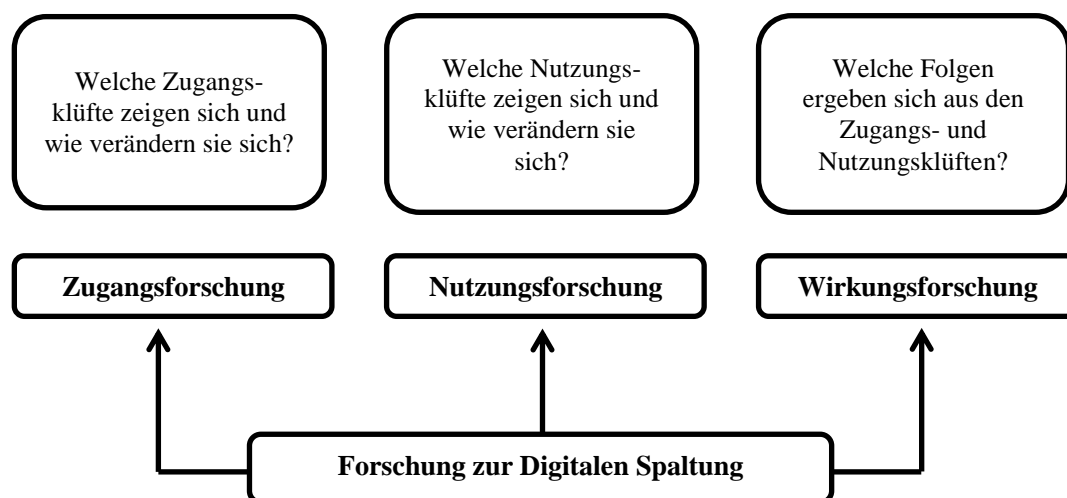 Welche Zugangs-
klüfte zeigen sich und
wie verändern sie sich?
Welche Nutzungs-
klüfte zeigen sich und
wie verändern sie
sich?
Welche Folgen
ergeben sich aus den
Zugangs- und
Nutzungsklüften?
Zugangsforschung
Nutzungsforschung
Wirkungsforschung
Forschung zur Digitalen Spaltung